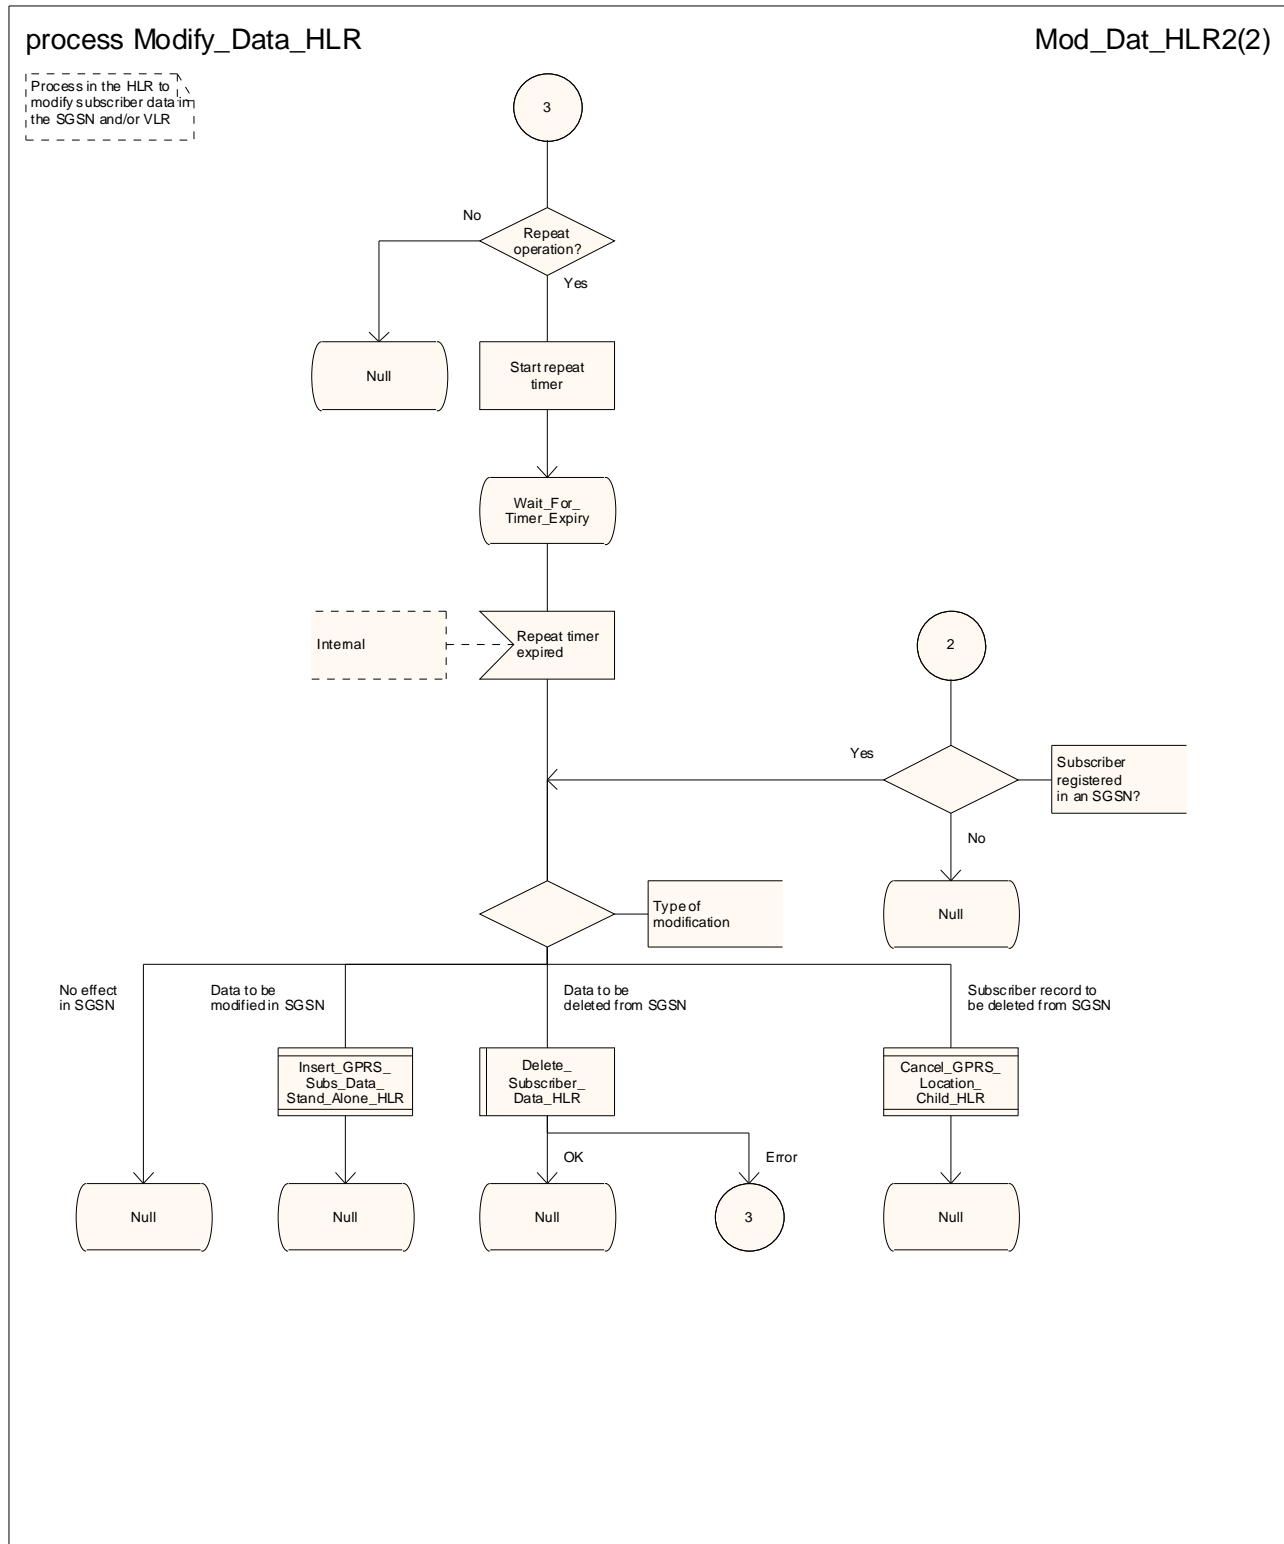 process Modify_Data_HLR
Mod_Dat_HLR2(2)
Process in the HLR to
modify subscriber data in
the SGSN and/or VLR
3
No
Repeat
operation?
Yes
Null
Start repeat
timer
Wait_For_
Timer_Expiry
Internal
Repeat timer
expired
2
Yes
Subscriber
registered
in an SGSN?
No
Type of
modification
Null
No effect
in SGSN
Data to be
modified in SGSN
Data to be
deleted from SGSN
Subscriber record to
be deleted from SGSN
Insert_GPRS_
Subs_Data_
Stand_Alone_HLR
Delete_
Subscriber_
Data_HLR
Cancel_GPRS_
Location_
Child_HLR
OK
Error
Null
Null
Null
3
Null